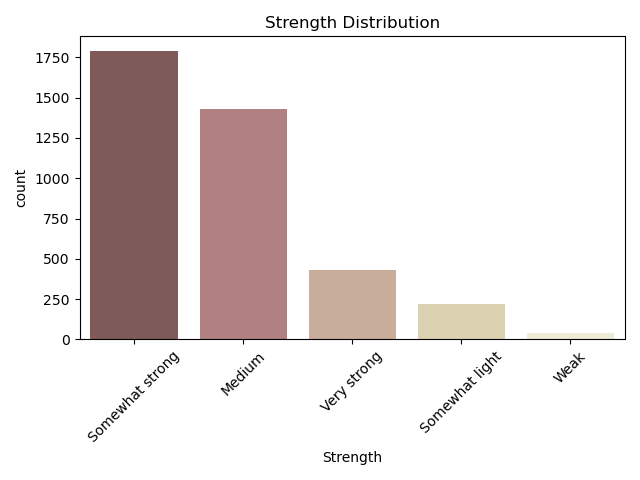 Strength Distribution
1750
1500
1250
1000
750
500
250
0
count
Somewhat strong
Medium
Very strong
Somewhat light
Weak
Strength